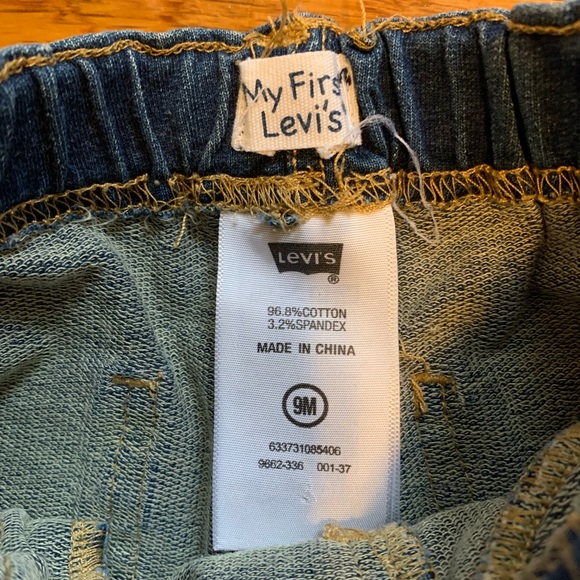 My First
Levi's
Levi's
®
96.8%COTTON
3.2%SPANDEX
MADE IN CHINA
9M
633731085406
9662-336 001-37